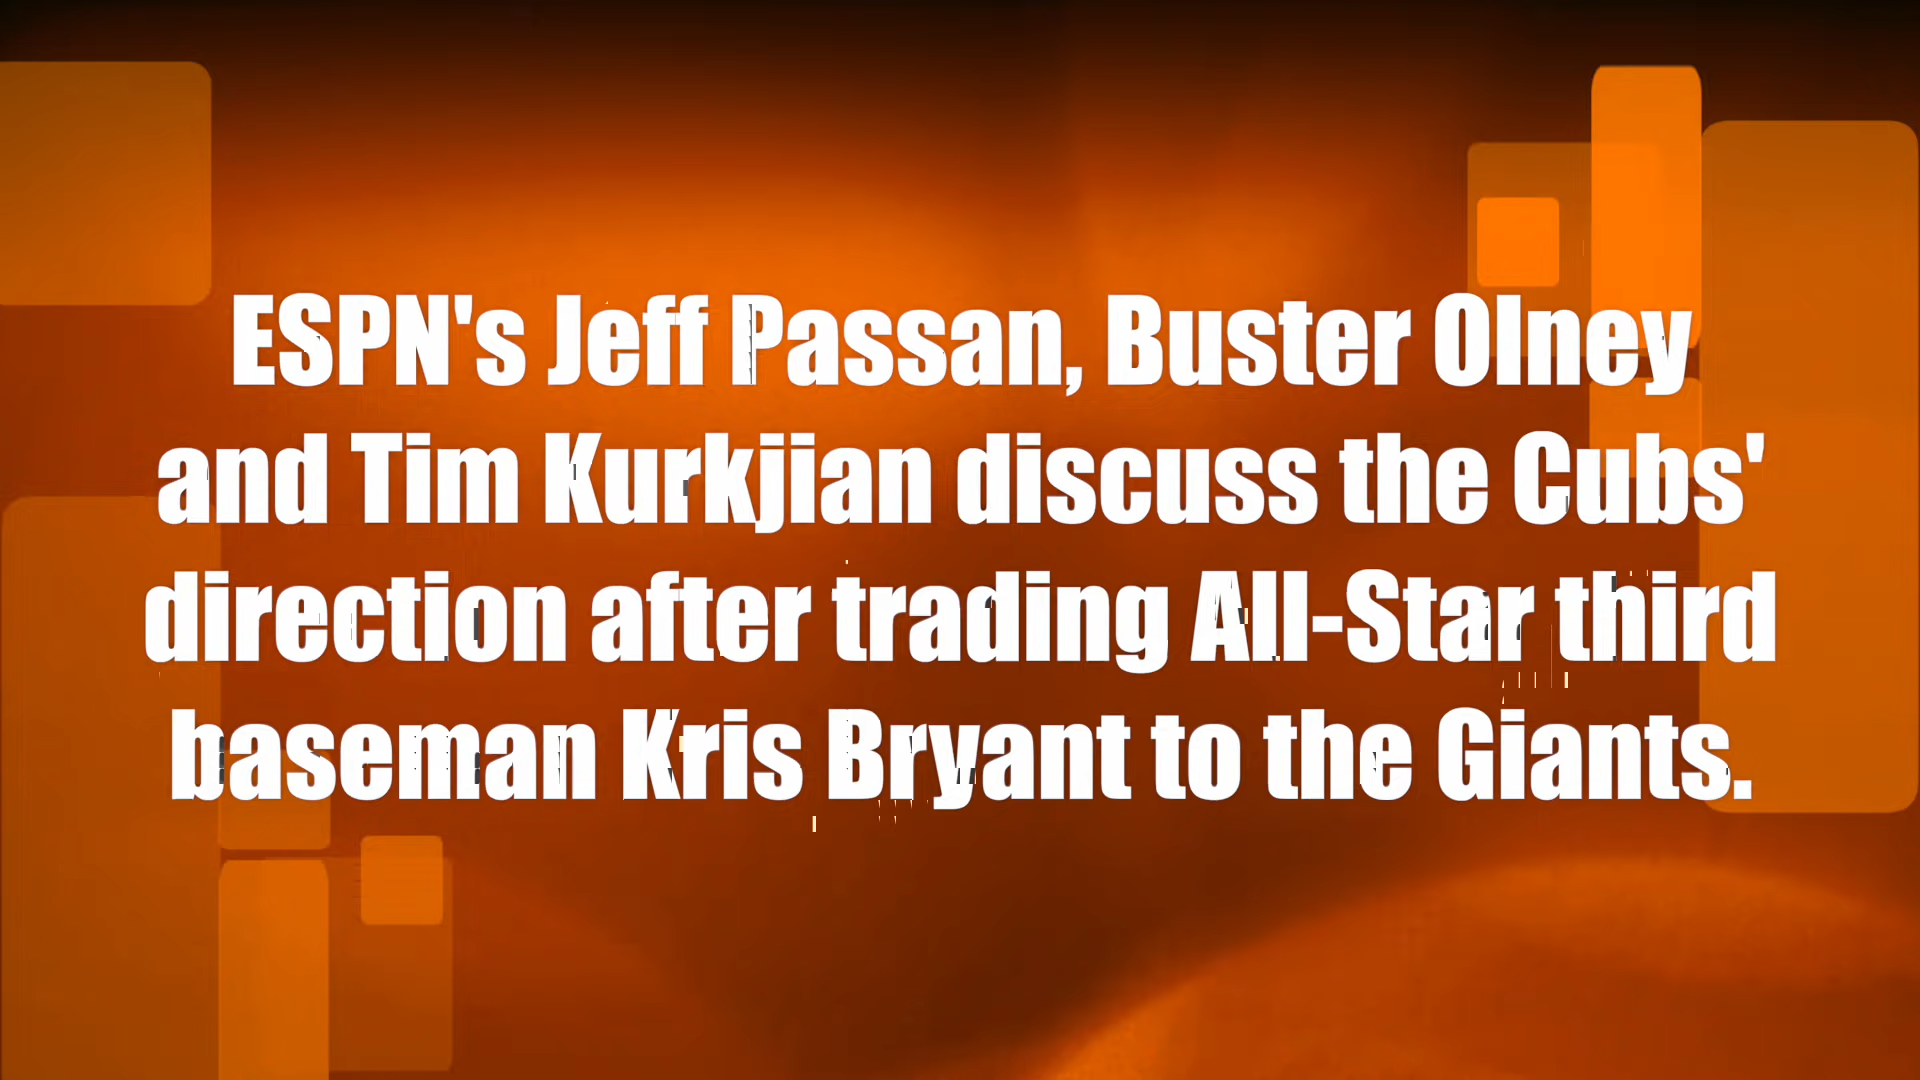 ESPN's Jeff Passan, Buster Olney
and Tim Kurkjian discuss the Cubs'
direction after trading All-Star third
baseman Kris Bryant to the Giants.